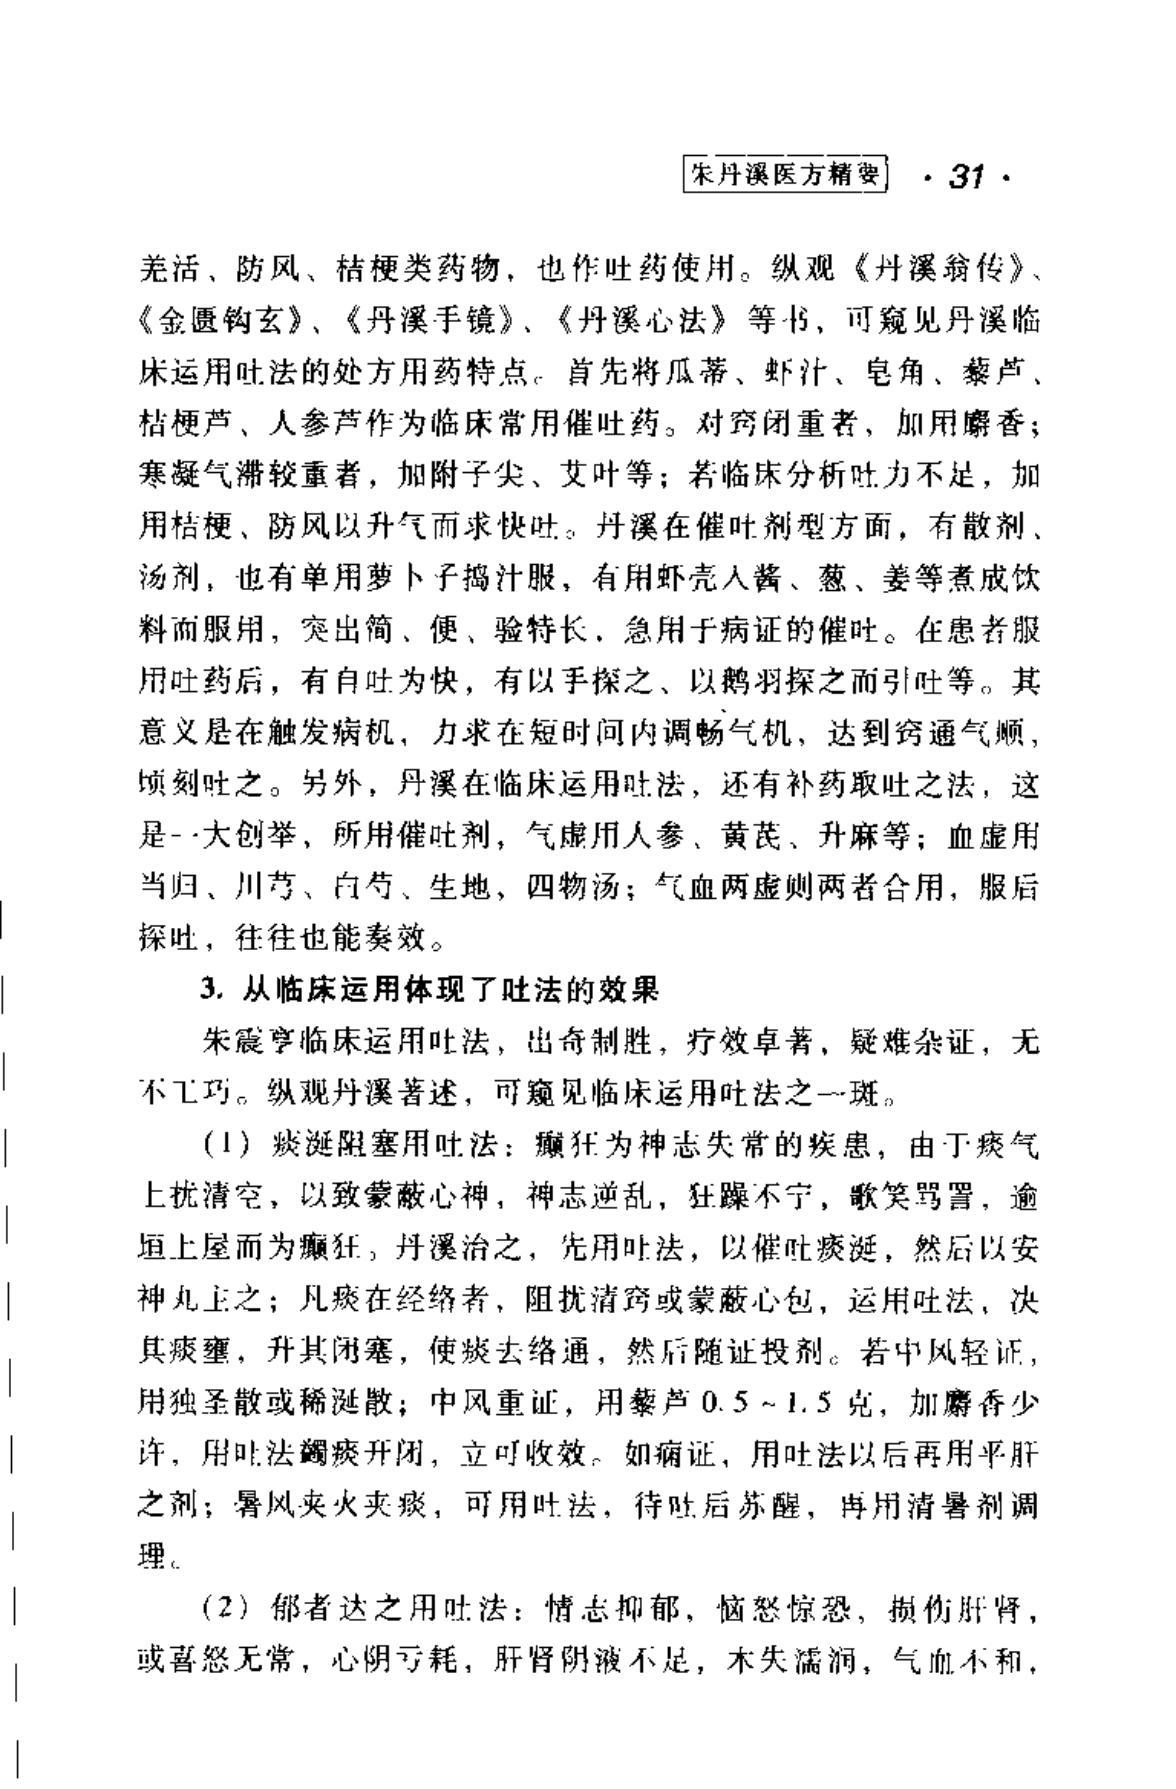 朱丹溪医方精要 · 31 ·
羌活、防风、桔梗类药物，也作吐药使用。纵观《丹溪翁传》、
《金匮钩玄》、《丹溪手镜》、《丹溪心法》等书，可窥见丹溪临
床运用吐法的处方用药特点。首先将瓜蒂、虾汁、皂角、藜芦、
桔梗芦、人参芦作为临床常用催吐药。对窍闭重者，加用麝香；
寒凝气滞较重者，加附子尖、艾叶等；若临床分析吐力不足，加
用桔梗、防风以升气而求快吐。丹溪在催吐剂型方面，有散剂、
汤剂，也有单用萝卜子捣汁服，有用虾壳入酱、葱、姜等煮成饮
料而服用，突出简、便、验特长，急用于病证的催吐。在患者服
用吐药后，有自吐为快，有以手探之、以鹅羽探之而引吐等。其
意义是在触发病机，力求在短时间内调畅气机，达到窍通气顺，
顷刻吐之。另外，丹溪在临床运用吐法，还有补药取吐之法，这
是一大创举，所用催吐剂，气虚用人参、黄芪、升麻等；血虚用
当归、川芎、白芍、生地，四物汤；气血两虚则两者合用，服后
探吐，往往也能奏效。
3. 从临床运用体现了吐法的效果
朱震亨临床运用吐法，出奇制胜，疗效卓著，疑难杂证，无
不工巧。纵观丹溪著述，可窥见临床运用吐法之一斑。
(1) 痰涎阻塞用吐法：癫狂为神志失常的疾患，由于痰气
上扰清空，以致蒙蔽心神，神志逆乱，狂躁不宁，歌笑骂詈，逾
垣上屋而为癫狂。丹溪治之，先用吐法，以催吐痰涎，然后以安
神丸主之；凡痰在经络者，阻扰清窍或蒙蔽心包，运用吐法，决
其痰壅，升其闭塞，使痰去络通，然后随证投剂。若中风轻证，
用独圣散或稀涎散；中风重证，用藜芦 0.5～1.5 克，加麝香少
许，用吐法蠲痰开闭，立可收效。如痫证，用吐法以后再用平肝
之剂；暑风夹火夹痰，可用吐法，待吐后苏醒，再用清暑剂调
理。
(2) 郁者达之用吐法：情志抑郁，恼怒惊恐，损伤肝肾，
或喜怒无常，心阴亏耗，肝肾阴液不足，木失濡润，气血不和，